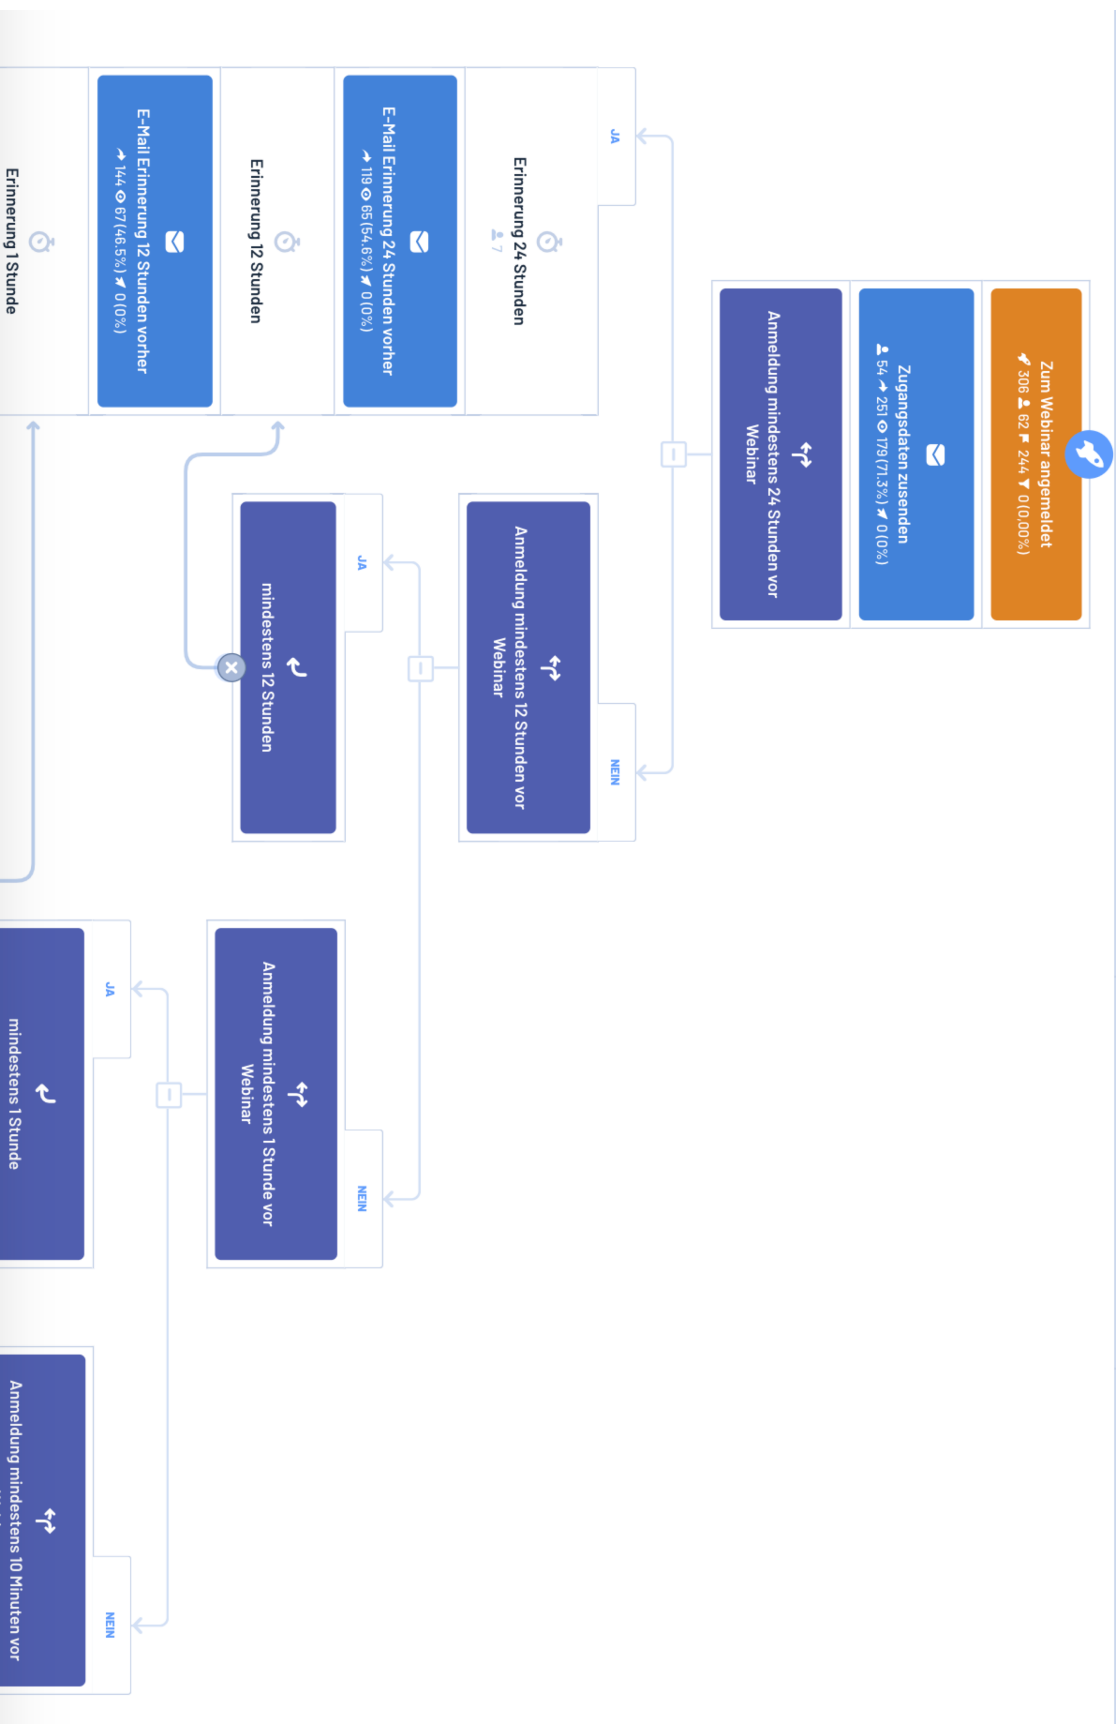 Zum Webinar angemeldet
306 62 244 0 (0,00%)
Zugangsdaten zusenden
54 251 179 (71.3%) 0 (0%)
Anmeldung mindestens 24 Stunden vor
Webinar
JA
NEIN
Erinnerung 24 Stunden
7
E-Mail Erinnerung 24 Stunden vorher
119 65 (54.6%) 0 (0%)
Erinnerung 12 Stunden
E-Mail Erinnerung 12 Stunden vorher
144 67 (46.5%) 0 (0%)
Erinnerung 1 Stunde
Anmeldung mindestens 12 Stunden vor
Webinar
JA
NEIN
mindestens 12 Stunden
Anmeldung mindestens 1 Stunde vor
Webinar
JA
NEIN
mindestens 1 Stunde
Anmeldung mindestens 10 Minuten vor